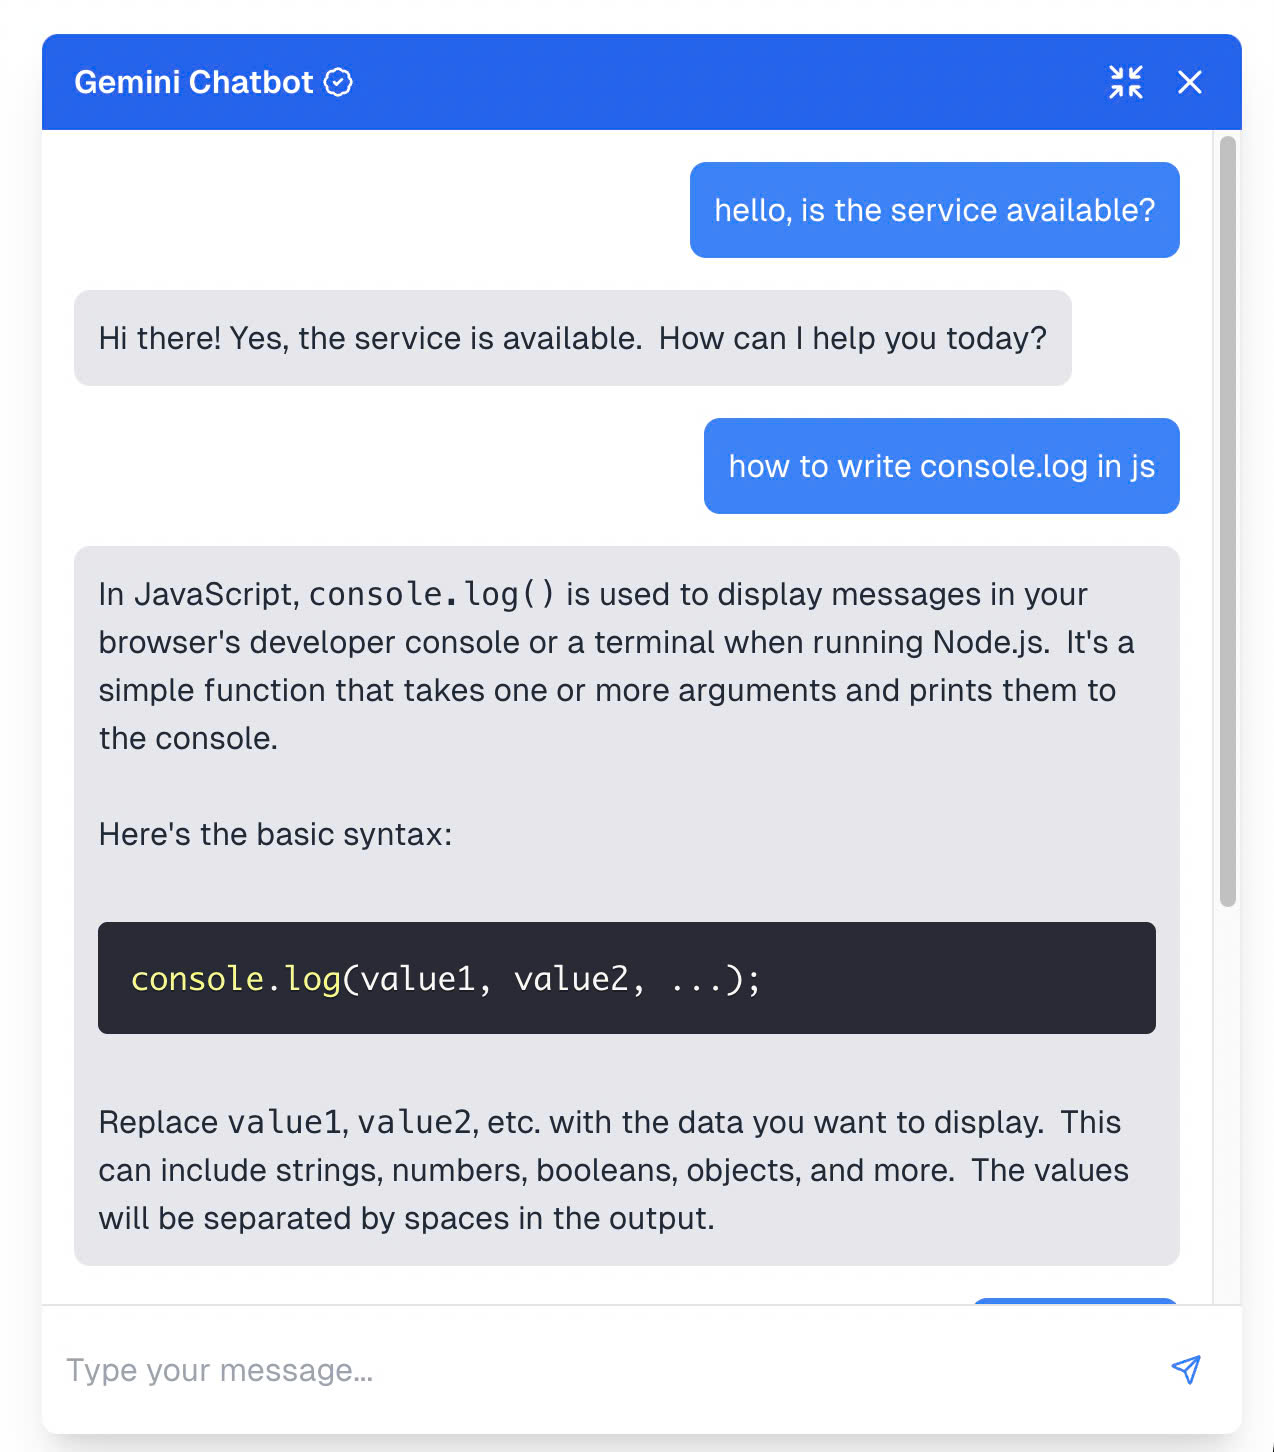 Gemini Chatbot
hello, is the service available?
Hi there! Yes, the service is available.  How can I help you today?
how to write console.log in js
In JavaScript, console.log() is used to display messages in your
browser's developer console or a terminal when running Node.js.  It's a
simple function that takes one or more arguments and prints them to
the console.
Here's the basic syntax:
console.log(value1, value2, ...);
Replace value1, value2, etc. with the data you want to display.  This
can include strings, numbers, booleans, objects, and more.  The values
will be separated by spaces in the output.
Type your message...